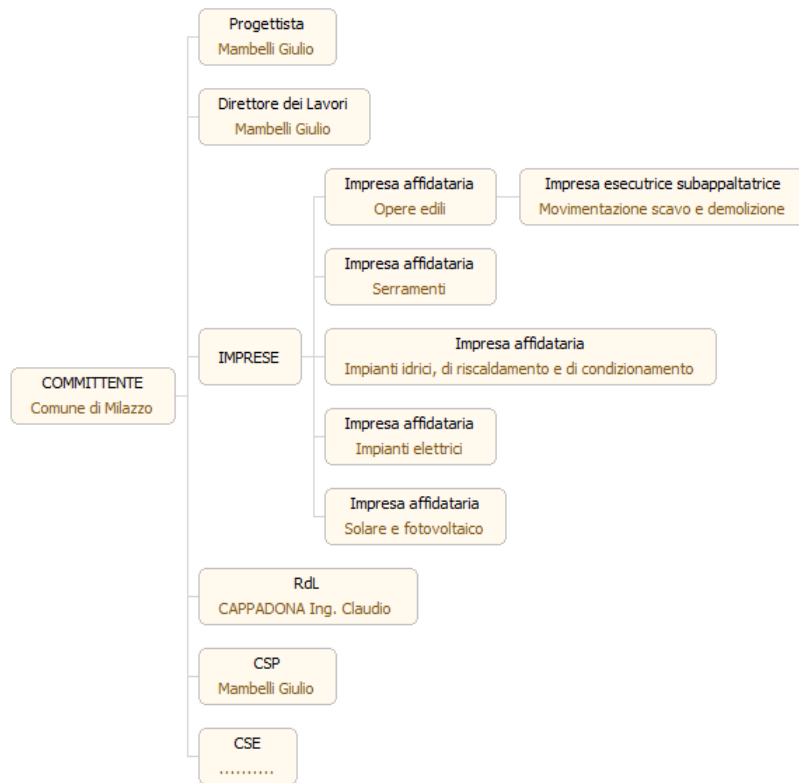 Progettista
Mambelli Giulio
Direttore dei Lavori
Mambelli Giulio
Impresa affidataria
Opere edili
Impresa esecutrice subappaltatrice
Movimentazione scavo e demolizione
Impresa affidataria
Serramenti
IMPRESE
Impresa affidataria
Impianti idrici, di riscaldamento e di condizionamento
COMMITTENTE
Comune di Milazzo
Impresa affidataria
Impianti elettrici
Impresa affidataria
Solare e fotovoltaico
RdL
CAPPADONA Ing. Claudio
CSP
Mambelli Giulio
CSE
..........